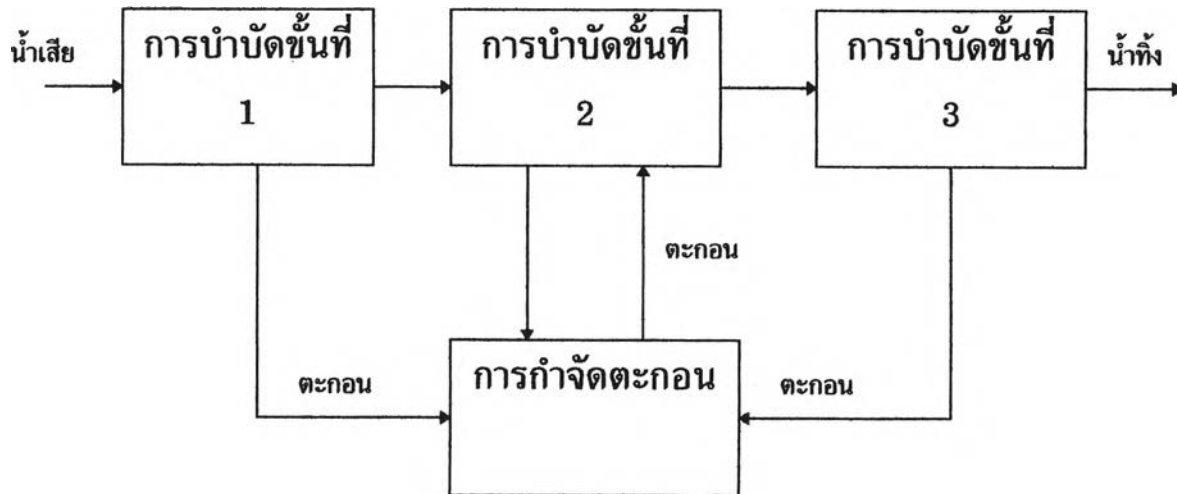 น้ำเสีย
การบำบัดขั้นที่
1
การบำบัดขั้นที่
2
การบำบัดขั้นที่
3
น้ำทิ้ง
ตะกอน
การกำจัดตะกอน
ตะกอน
ตะกอน